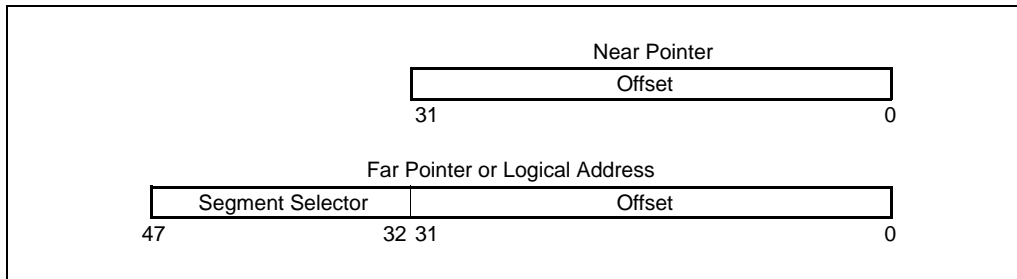 Near Pointer
Offset
31 0
Far Pointer or Logical Address
Segment Selector Offset
47 32 31 0